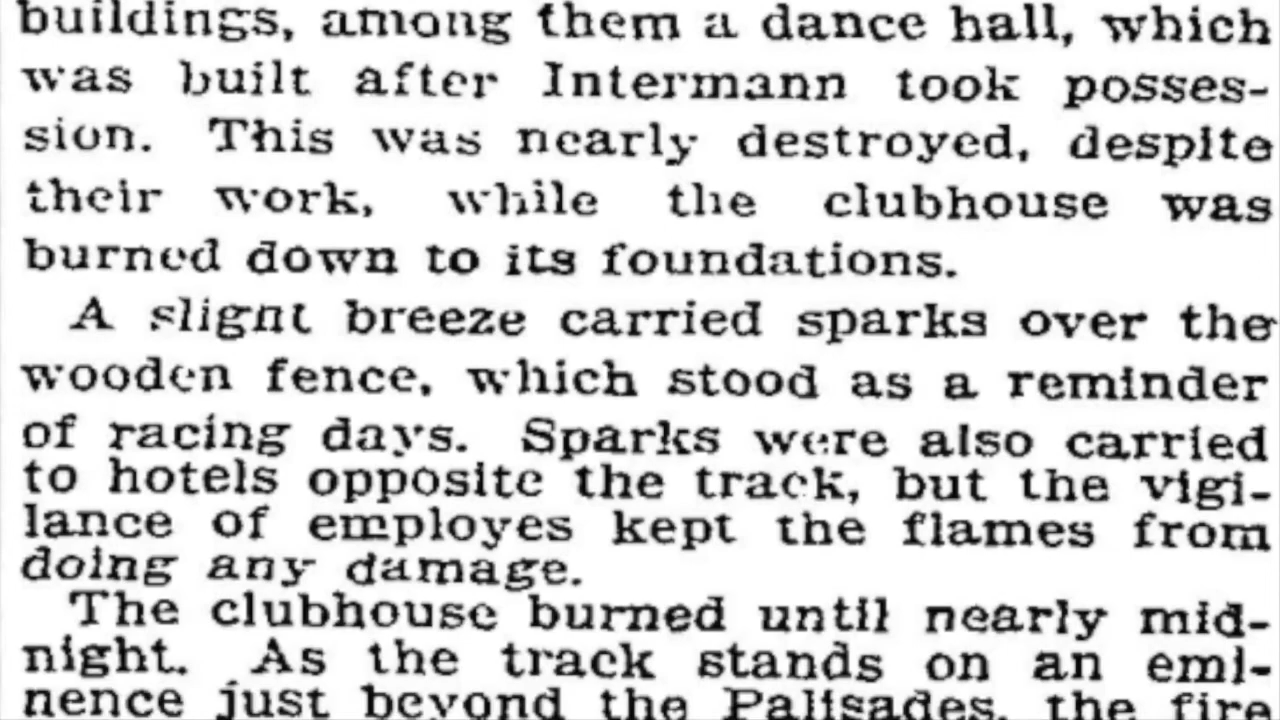 buildings, among them a dance hall, which
was built after Intermann took posses-
sion. This was nearly destroyed, despite
their work, while the clubhouse was
burned down to its foundations.
A slight breeze carried sparks over the
wooden fence, which stood as a reminder
of racing days. Sparks were also carried
to hotels opposite the track, but the vigi-
lance of employes kept the flames from
doing any damage.
The clubhouse burned until nearly mid-
night. As the track stands on an emi-
nence just beyond the Palisades, the fire